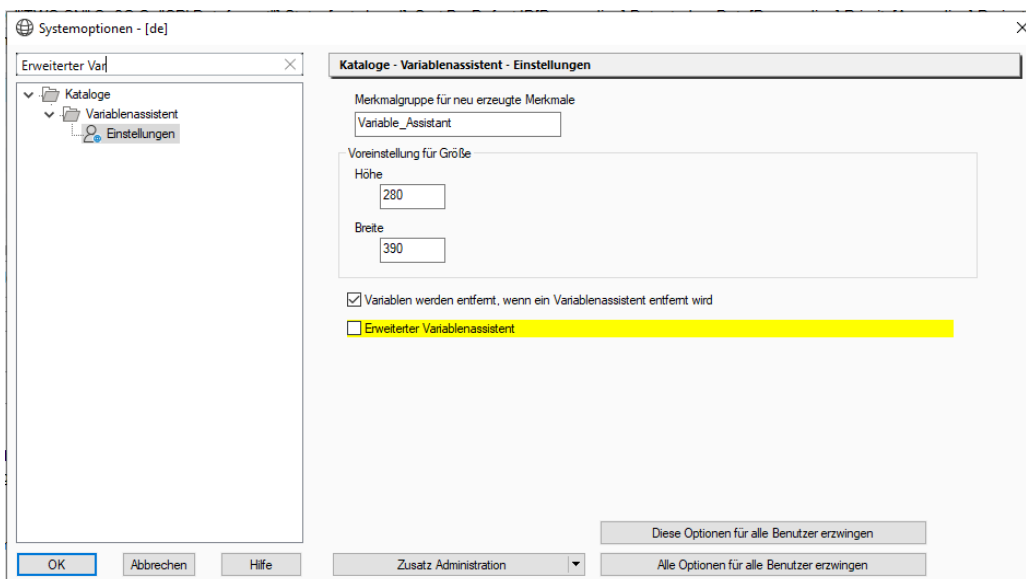 Systemoptionen - [de]
Erweiterter Var
Kataloge
Variablenassistent
Einstellungen
Kataloge - Variablenassistent - Einstellungen
Merkmalgruppe für neu erzeugte Merkmale
Variable_Assistant
Voreinstellung für Größe
Höhe
280
Breite
390
Variablen werden entfernt, wenn ein Variablenassistent entfernt wird
Erweiterter Variablenassistent
Diese Optionen für alle Benutzer erzwingen
OK
Abbrechen
Hilfe
Zusatz Administration
Alle Optionen für alle Benutzer erzwingen